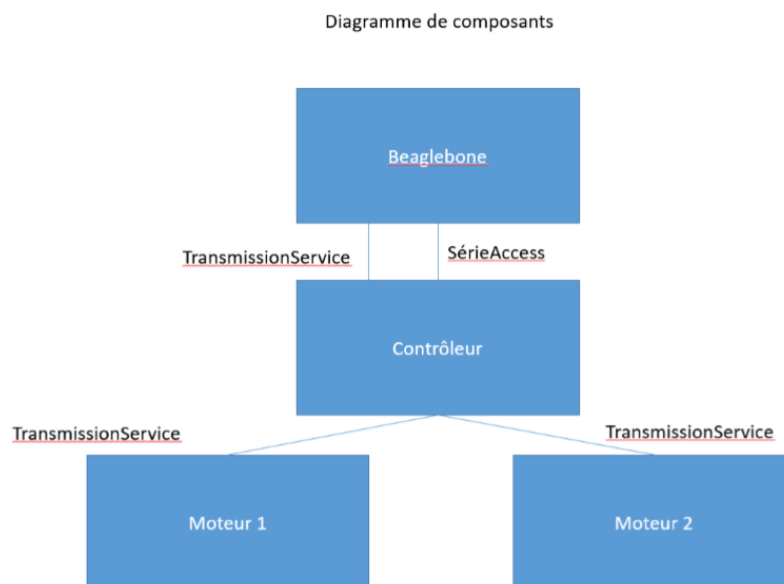 Diagramme de composants
Beaglebone
TransmissionService
SérieAccess
Contrôleur
TransmissionService
TransmissionService
Moteur 1
Moteur 2